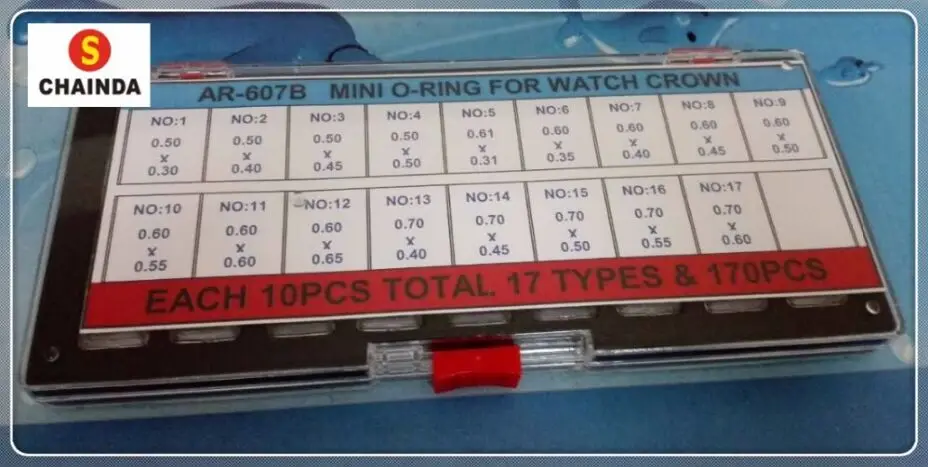 S
CHAINDA
AR-607B MINI O-RING FOR WATCH CROWN
NO:1 NO:2 NO:3 NO:4 NO:5 NO:6 NO:7 NO:8 NO:9
0.50 0.50 0.50 0.50 0.61 0.60 0.60 0.60 0.60
x x x x x x x x x
0.30 0.40 0.45 0.50 0.31 0.35 0.40 0.45 0.50
NO:10 NO:11 NO:12 NO:13 NO:14 NO:15 NO:16 NO:17
0.60 0.60 0.60 0.70 0.70 0.70 0.70 0.70
x x x x x x x x
0.55 0.60 0.65 0.40 0.45 0.50 0.55 0.60
EACH 10PCS TOTAL 17 TYPES & 170PCS